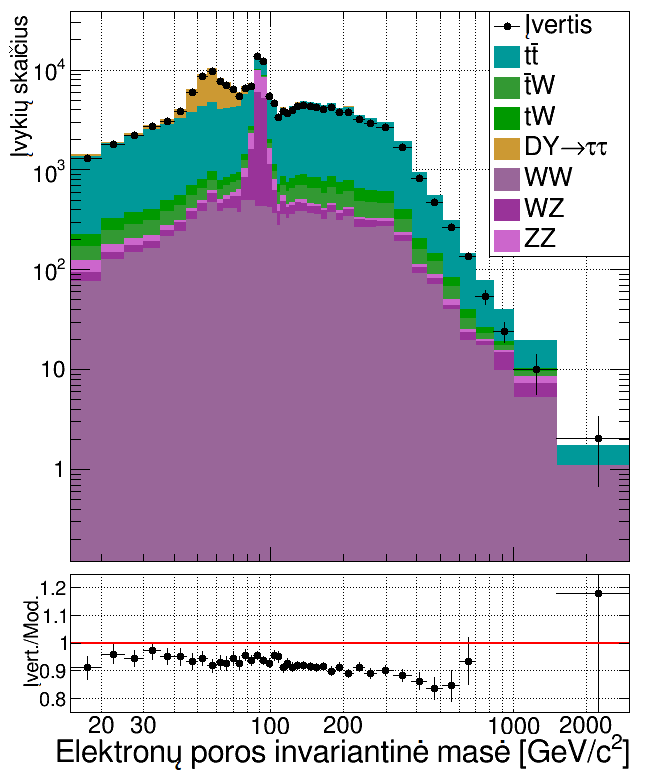 Įvykių skaičius
10⁴
10³
10²
10
1
Įvertis
tt̄
t̄W
tW
DY→ττ
WW
WZ
ZZ
Įvert./Mod.
1.2
1.1
1
0.9
0.8
20 30 100 200 1000 2000
Elektronų poros invariantinė masė [GeV/c²]